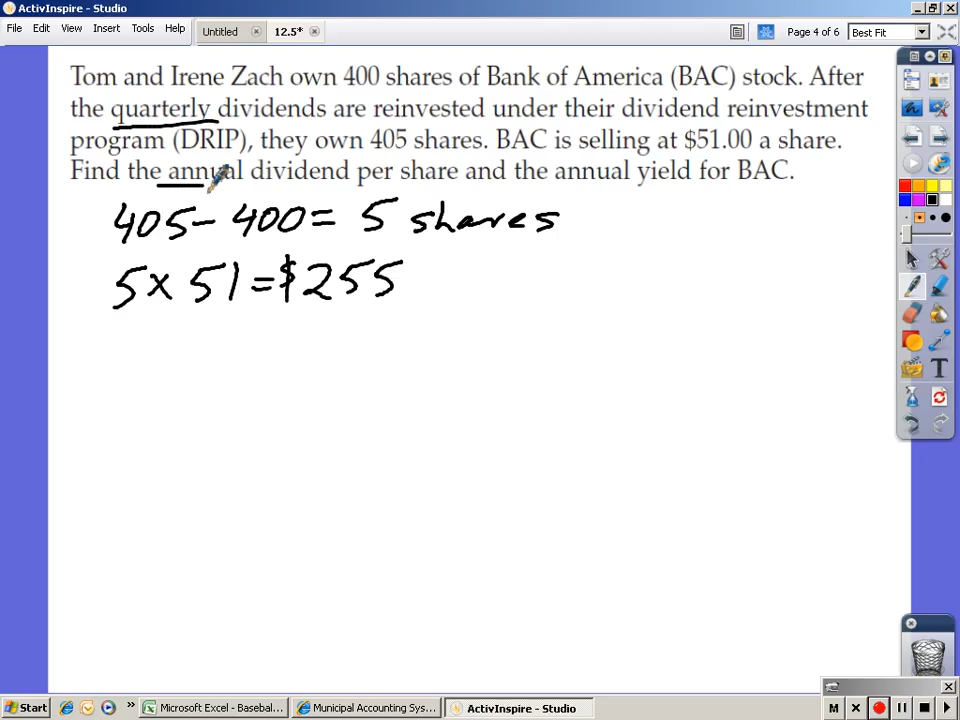 ActivInspire - Studio
File Edit View Insert Tools Help
Untitled 12.5*
Page 4 of 6 Best Fit
Tom and Irene Zach own 400 shares of Bank of America (BAC) stock. After
the quarterly dividends are reinvested under their dividend reinvestment
program (DRIP), they own 405 shares. BAC is selling at $51.00 a share.
Find the annual dividend per share and the annual yield for BAC.
405 - 400 = 5 shares
5 x 51 = $255
T
M
Start » Microsoft Excel - Basebal... Municipal Accounting Sys... ActivInspire - Studio